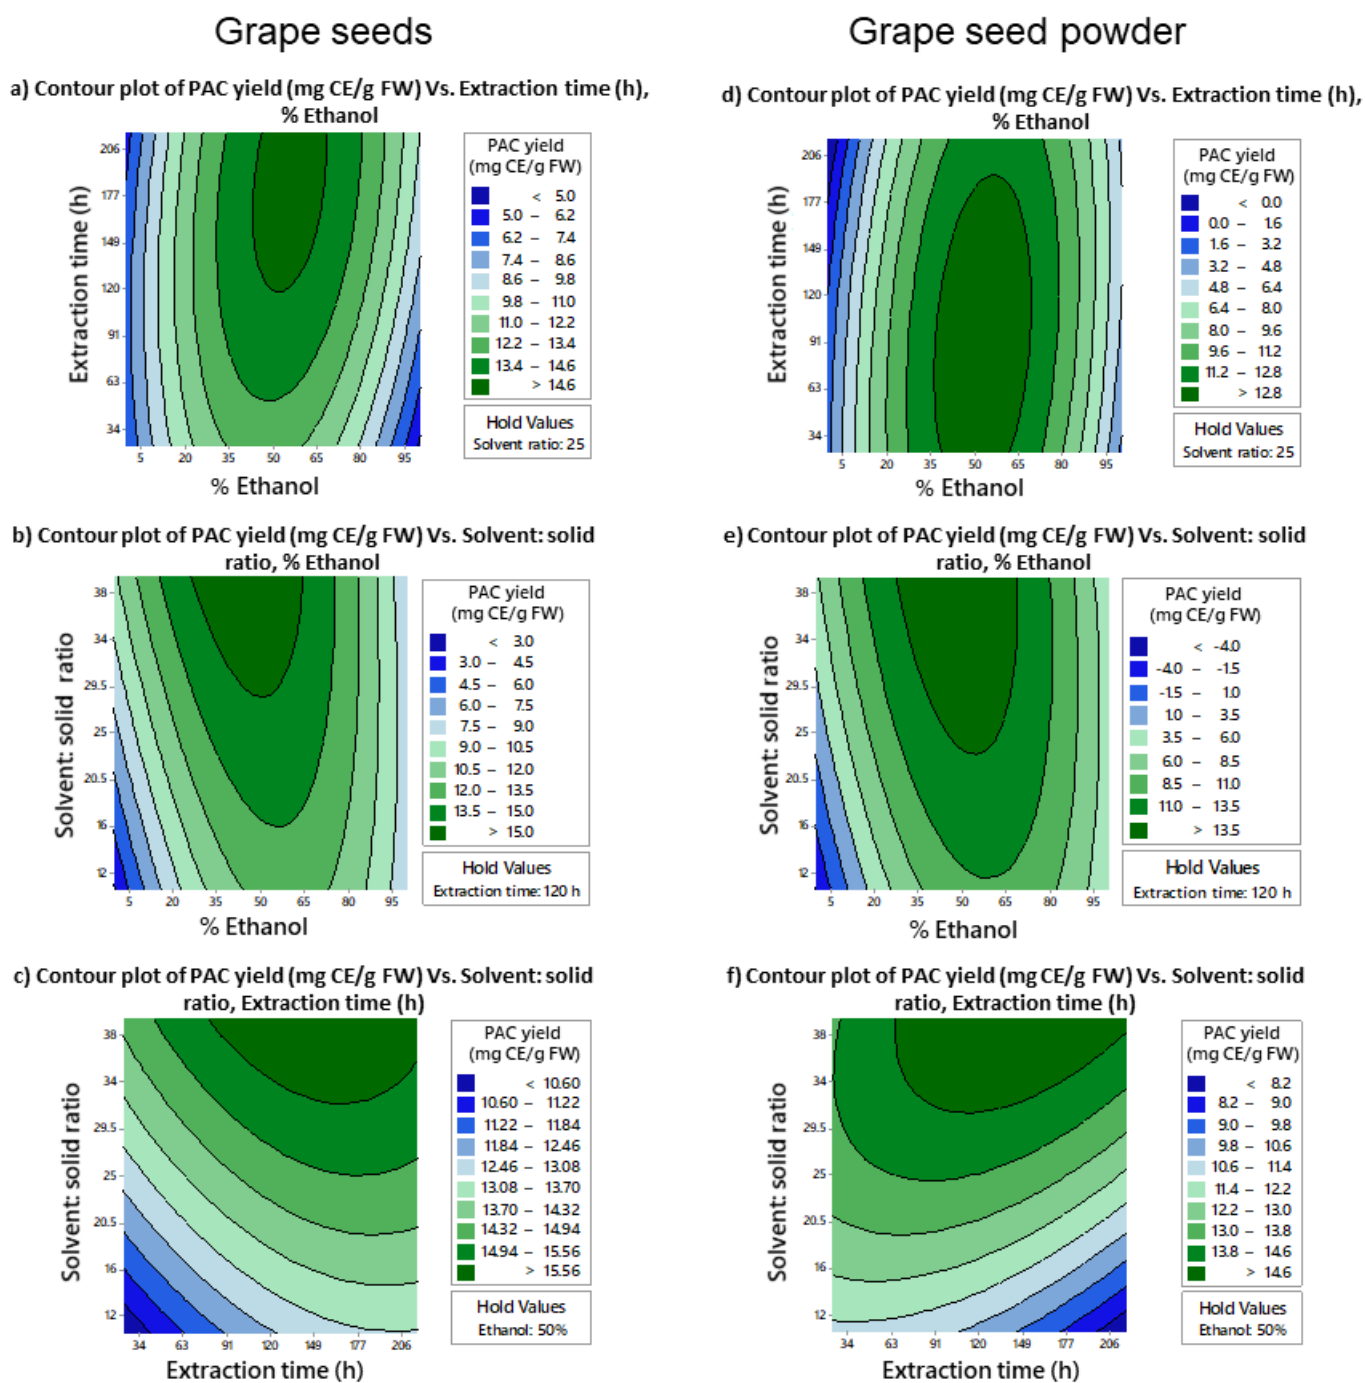 Grape seeds
Grape seed powder
a) Contour plot of PAC yield (mg CE/g FW) Vs. Extraction time (h),
% Ethanol
Extraction time (h)
206
177
149
120
91
63
34
5 20 35 50 65 80 95
% Ethanol
PAC yield
(mg CE/g FW)
< 5.0
5.0 – 6.2
6.2 – 7.4
7.4 – 8.6
8.6 – 9.8
9.8 – 11.0
11.0 – 12.2
12.2 – 13.4
13.4 – 14.6
> 14.6
Hold Values
Solvent ratio: 25
d) Contour plot of PAC yield (mg CE/g FW) Vs. Extraction time (h),
% Ethanol
Extraction time (h)
206
177
149
120
91
63
34
5 20 35 50 65 80 95
% Ethanol
PAC yield
(mg CE/g FW)
< 0.0
0.0 – 1.6
1.6 – 3.2
3.2 – 4.8
4.8 – 6.4
6.4 – 8.0
8.0 – 9.6
9.6 – 11.2
11.2 – 12.8
> 12.8
Hold Values
Solvent ratio: 25
b) Contour plot of PAC yield (mg CE/g FW) Vs. Solvent: solid
ratio, % Ethanol
Solvent: solid ratio
38
34
29.5
25
20.5
16
12
5 20 35 50 65 80 95
% Ethanol
PAC yield
(mg CE/g FW)
< 3.0
3.0 – 4.5
4.5 – 6.0
6.0 – 7.5
7.5 – 9.0
9.0 – 10.5
10.5 – 12.0
12.0 – 13.5
13.5 – 15.0
> 15.0
Hold Values
Extraction time: 120 h
e) Contour plot of PAC yield (mg CE/g FW) Vs. Solvent: solid
ratio, % Ethanol
Solvent: solid ratio
38
34
29.5
25
20.5
16
12
5 20 35 50 65 80 95
% Ethanol
PAC yield
(mg CE/g FW)
< -4.0
-4.0 – -1.5
-1.5 – 1.0
1.0 – 3.5
3.5 – 6.0
6.0 – 8.5
8.5 – 11.0
11.0 – 13.5
> 13.5
Hold Values
Extraction time: 120 h
c) Contour plot of PAC yield (mg CE/g FW) Vs. Solvent: solid
ratio, Extraction time (h)
Solvent: solid ratio
38
34
29.5
25
20.5
16
12
34 63 91 120 149 177 206
Extraction time (h)
PAC yield
(mg CE/g FW)
< 10.60
10.60 – 11.22
11.22 – 11.84
11.84 – 12.46
12.46 – 13.08
13.08 – 13.70
13.70 – 14.32
14.32 – 14.94
14.94 – 15.56
> 15.56
Hold Values
Ethanol: 50%
f) Contour plot of PAC yield (mg CE/g FW) Vs. Solvent: solid
ratio, Extraction time (h)
Solvent: solid ratio
38
34
29.5
25
20.5
16
12
34 63 91 120 149 177 206
Extraction time (h)
PAC yield
(mg CE/g FW)
< 8.2
8.2 – 9.0
9.0 – 9.8
9.8 – 10.6
10.6 – 11.4
11.4 – 12.2
12.2 – 13.0
13.0 – 13.8
13.8 – 14.6
> 14.6
Hold Values
Ethanol: 50%